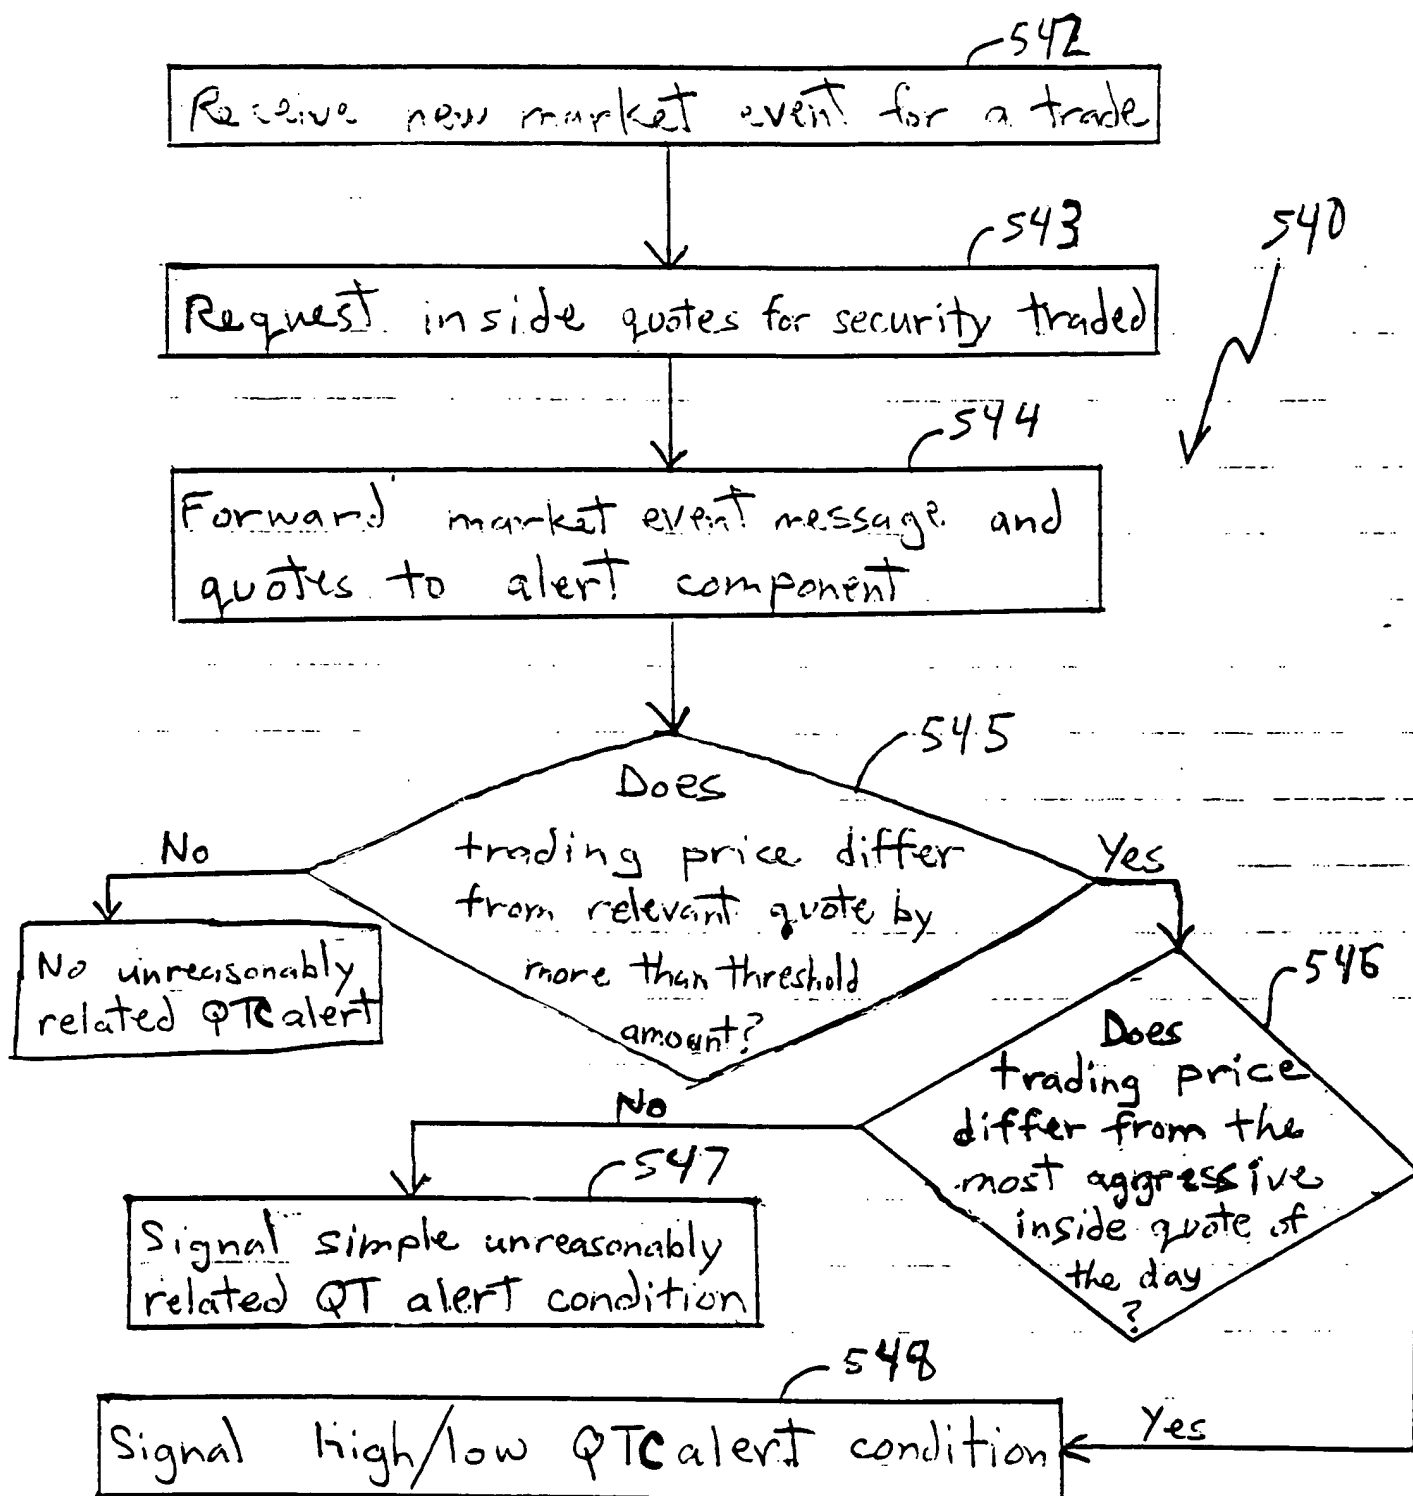 542
Receive new market event for a trade
543
540
Request inside quotes for security traded
544
Forward market event message and
quotes to alert component
545
Does
trading price differ
from relevant quote by
more than threshold
amount?
No
Yes
No unreasonably
related QTC alert
546
Does
trading price
differ from the
most aggressive
inside quote of
the day
?
No
547
Signal simple unreasonably
related QT alert condition
548
Signal High/low QTC alert condition
Yes